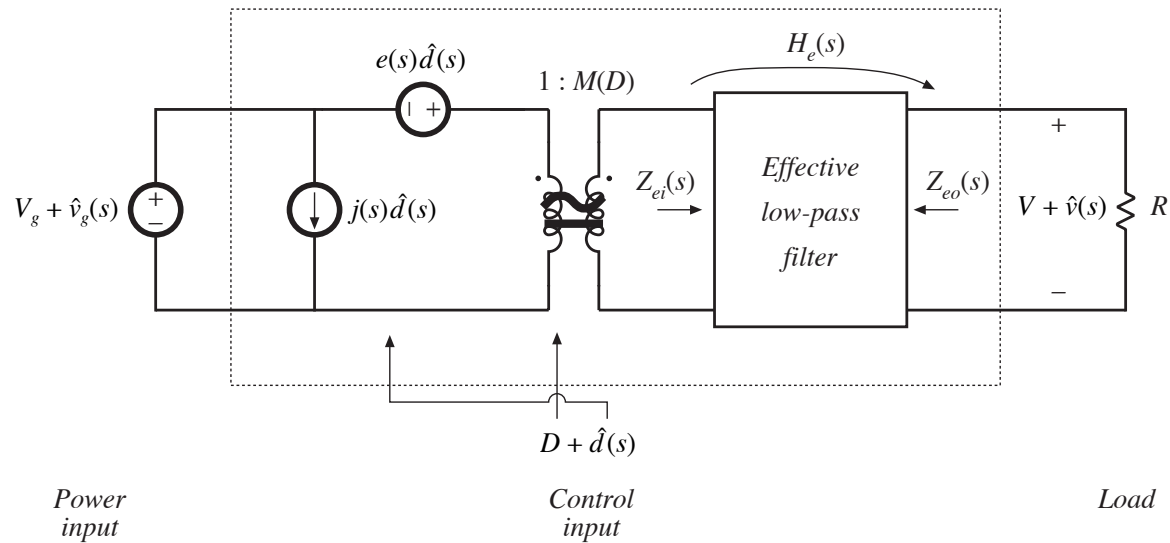 H_e(s)
e(s)d̂(s)
1 : M(D)
+
–
+
V_g + v̂_g(s)
+
–
j(s)d̂(s)
Z_ei(s)
Effective
low-pass
filter
Z_eo(s)
+
V + v̂(s)
–
R
D + d̂(s)
Power
input
Control
input
Load